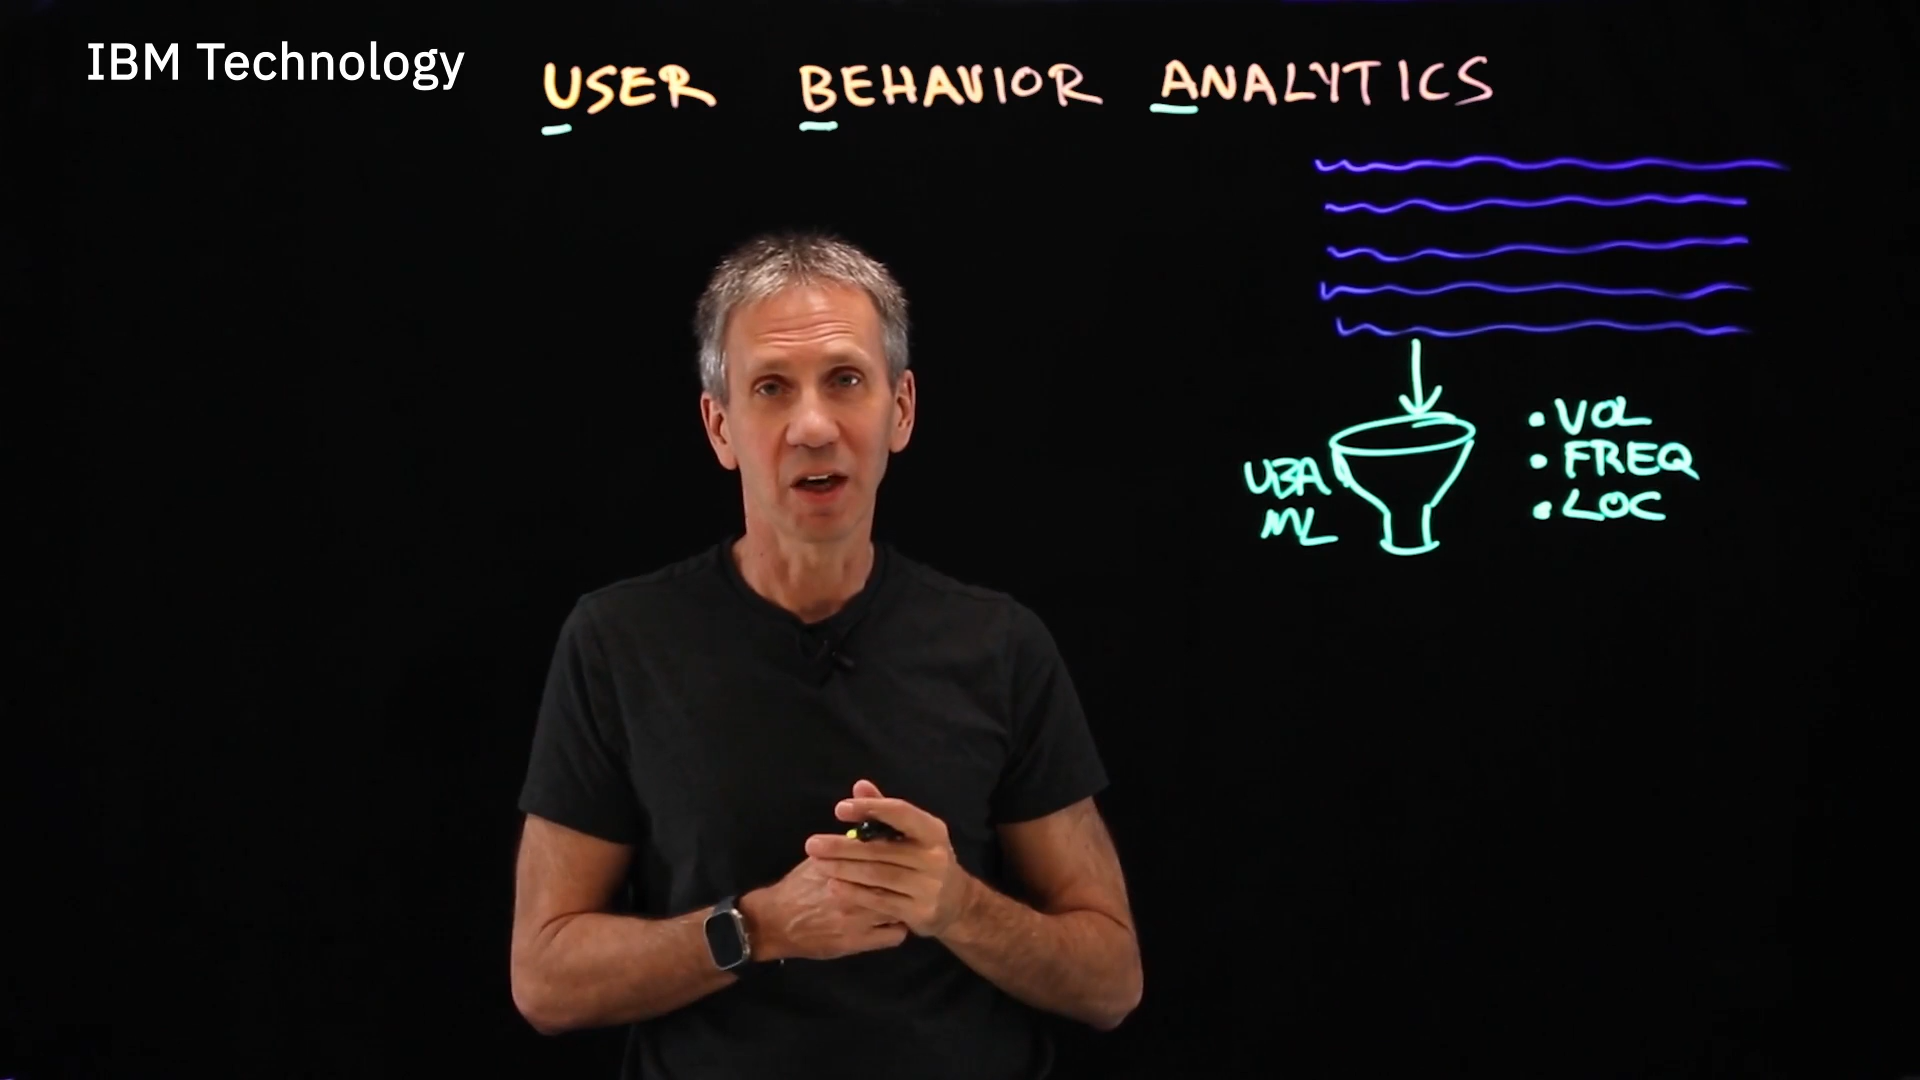 IBM Technology
USER BEHAVIOR ANALYTICS
• VOL
• FREQ
• LOC
UBA
ML